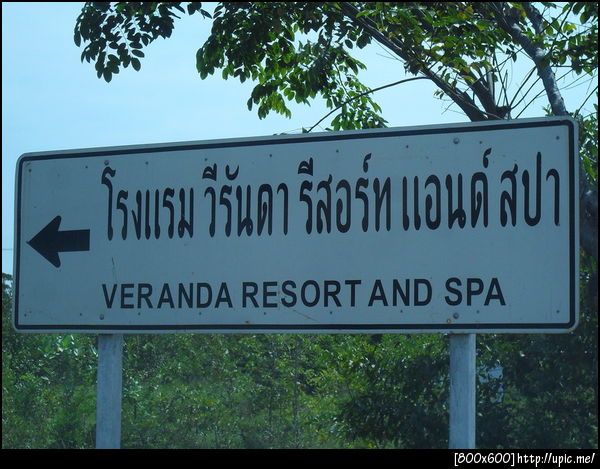 โรงแรม วีรันดา รีสอร์ท แอนด์ สปา
VERANDA RESORT AND SPA
[800x600]http://upic.me/